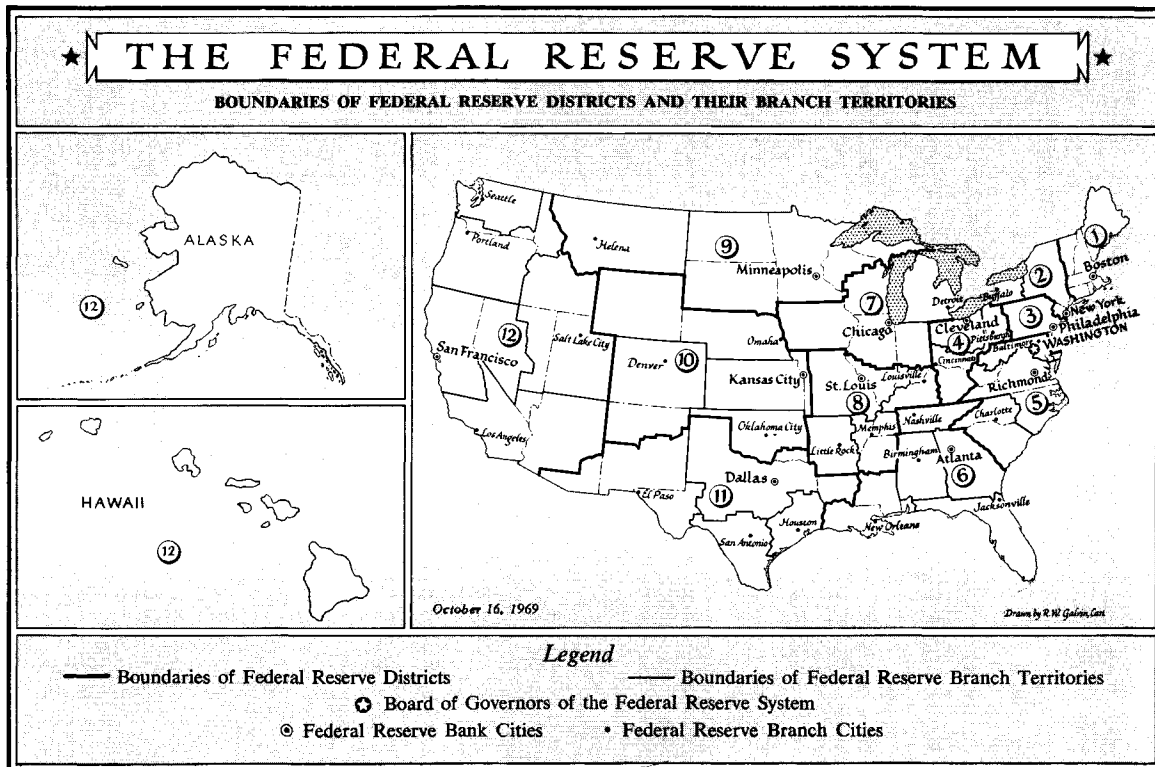 THE FEDERAL RESERVE SYSTEM
BOUNDARIES OF FEDERAL RESERVE DISTRICTS AND THEIR BRANCH TERRITORIES
ALASKA
12
HAWAII
12
Seattle
Portland
Helena
9
Minneapolis
1
Boston
2
Buffalo
Detroit
7
Chicago
Cleveland
4
Pittsburgh
3
New York
Philadelphia
WASHINGTON
Baltimore
Cincinnati
12
San Francisco
Salt Lake City
Omaha
Denver
10
Kansas City
St. Louis
8
Louisville
Richmond
5
Los Angeles
Oklahoma City
Little Rock
Memphis
Nashville
Charlotte
Birmingham
Atlanta
6
Dallas
11
El Paso
Houston
San Antonio
New Orleans
Jacksonville
October 16, 1969
Drawn by R.W. Galvin, Cart.
Legend
Boundaries of Federal Reserve Districts
Boundaries of Federal Reserve Branch Territories
Board of Governors of the Federal Reserve System
Federal Reserve Bank Cities
Federal Reserve Branch Cities